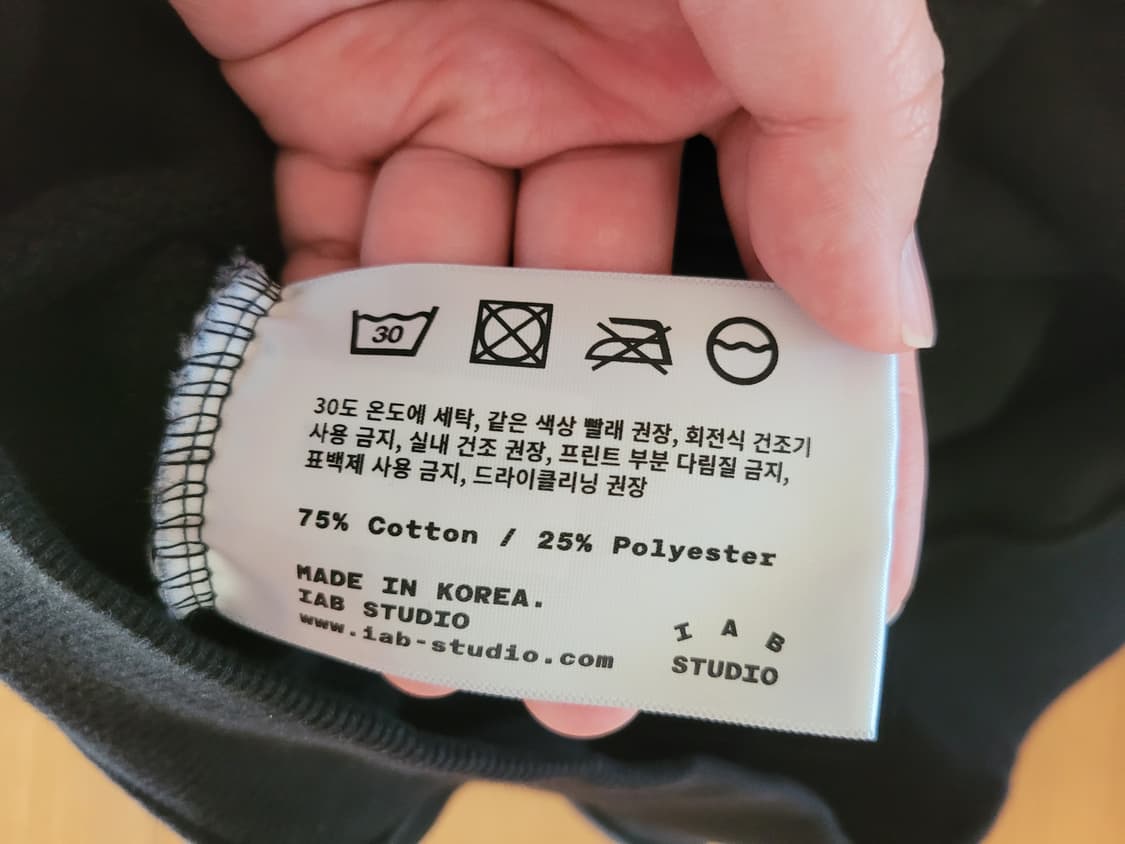 30
30도 온도에 세탁, 같은 색상 빨래 권장, 회전식 건조기
사용 금지, 실내 건조 권장, 프린트 부분 다림질 금지,
표백제 사용 금지, 드라이클리닝 권장
75% Cotton / 25% Polyester
MADE IN KOREA.
IAB STUDIO
www.iab-studio.com
I A B
STUDIO